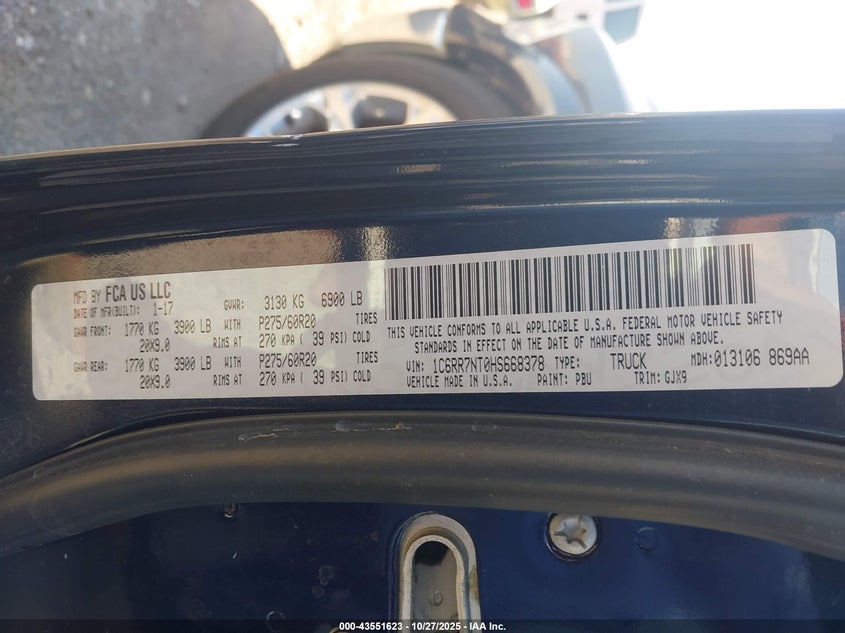 MFD BY FCA US LLC
DATE OF MFR(BUILT): 1-17
GVWR: 3130 KG 6900 LB
GAWR FRONT: 1770 KG 3900 LB WITH P275/60R20 TIRES
20X9.0 RIMS AT 270 KPA ( 39 PSI) COLD
GAWR REAR: 1770 KG 3900 LB WITH P275/60R20 TIRES
20X9.0 RIMS AT 270 KPA ( 39 PSI) COLD
THIS VEHICLE CONFORMS TO ALL APPLICABLE U.S.A. FEDERAL MOTOR VEHICLE SAFETY
STANDARDS IN EFFECT ON THE DATE OF MANUFACTURE SHOWN ABOVE.
VIN: 1C6RR7NT0HS668378 TYPE: TRUCK MDH: 013106 869AA
VEHICLE MADE IN U.S.A. PAINT: PBU TRIM: GJX9
000-43551623 - 10/27/2025 - IAA Inc.